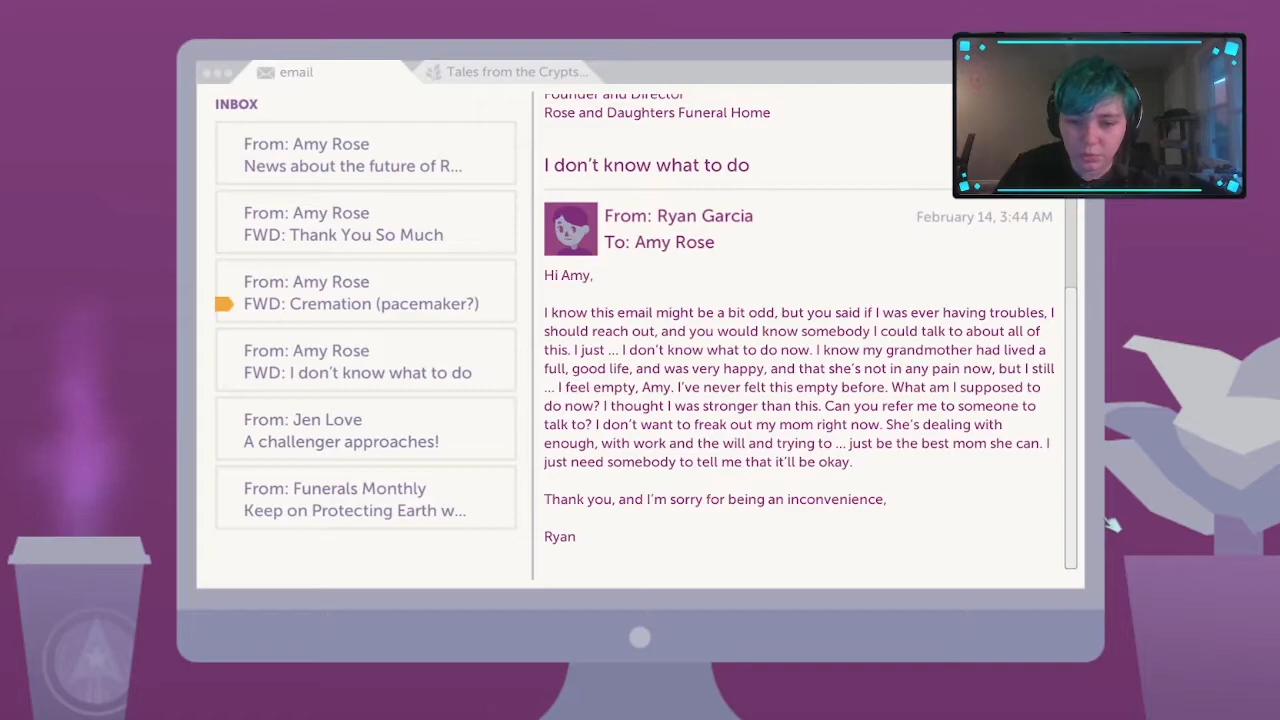 email
Tales from the Crypts...
INBOX
From: Amy Rose
News about the future of R...
From: Amy Rose
FWD: Thank You So Much
From: Amy Rose
FWD: Cremation (pacemaker?)
From: Amy Rose
FWD: I don't know what to do
From: Jen Love
A challenger approaches!
From: Funerals Monthly
Keep on Protecting Earth w...
Founder and Director
Rose and Daughters Funeral Home
I don't know what to do
From: Ryan Garcia
February 14, 3:44 AM
To: Amy Rose
Hi Amy,
I know this email might be a bit odd, but you said if I was ever having troubles, I
should reach out, and you would know somebody I could talk to about all of
this. I just ... I don't know what to do now. I know my grandmother had lived a
full, good life, and was very happy, and that she's not in any pain now, but I still
... I feel empty, Amy. I've never felt this empty before. What am I supposed to
do now? I thought I was stronger than this. Can you refer me to someone to
talk to? I don't want to freak out my mom right now. She's dealing with
enough, with work and the will and trying to ... just be the best mom she can. I
just need somebody to tell me that it'll be okay.
Thank you, and I'm sorry for being an inconvenience,
Ryan